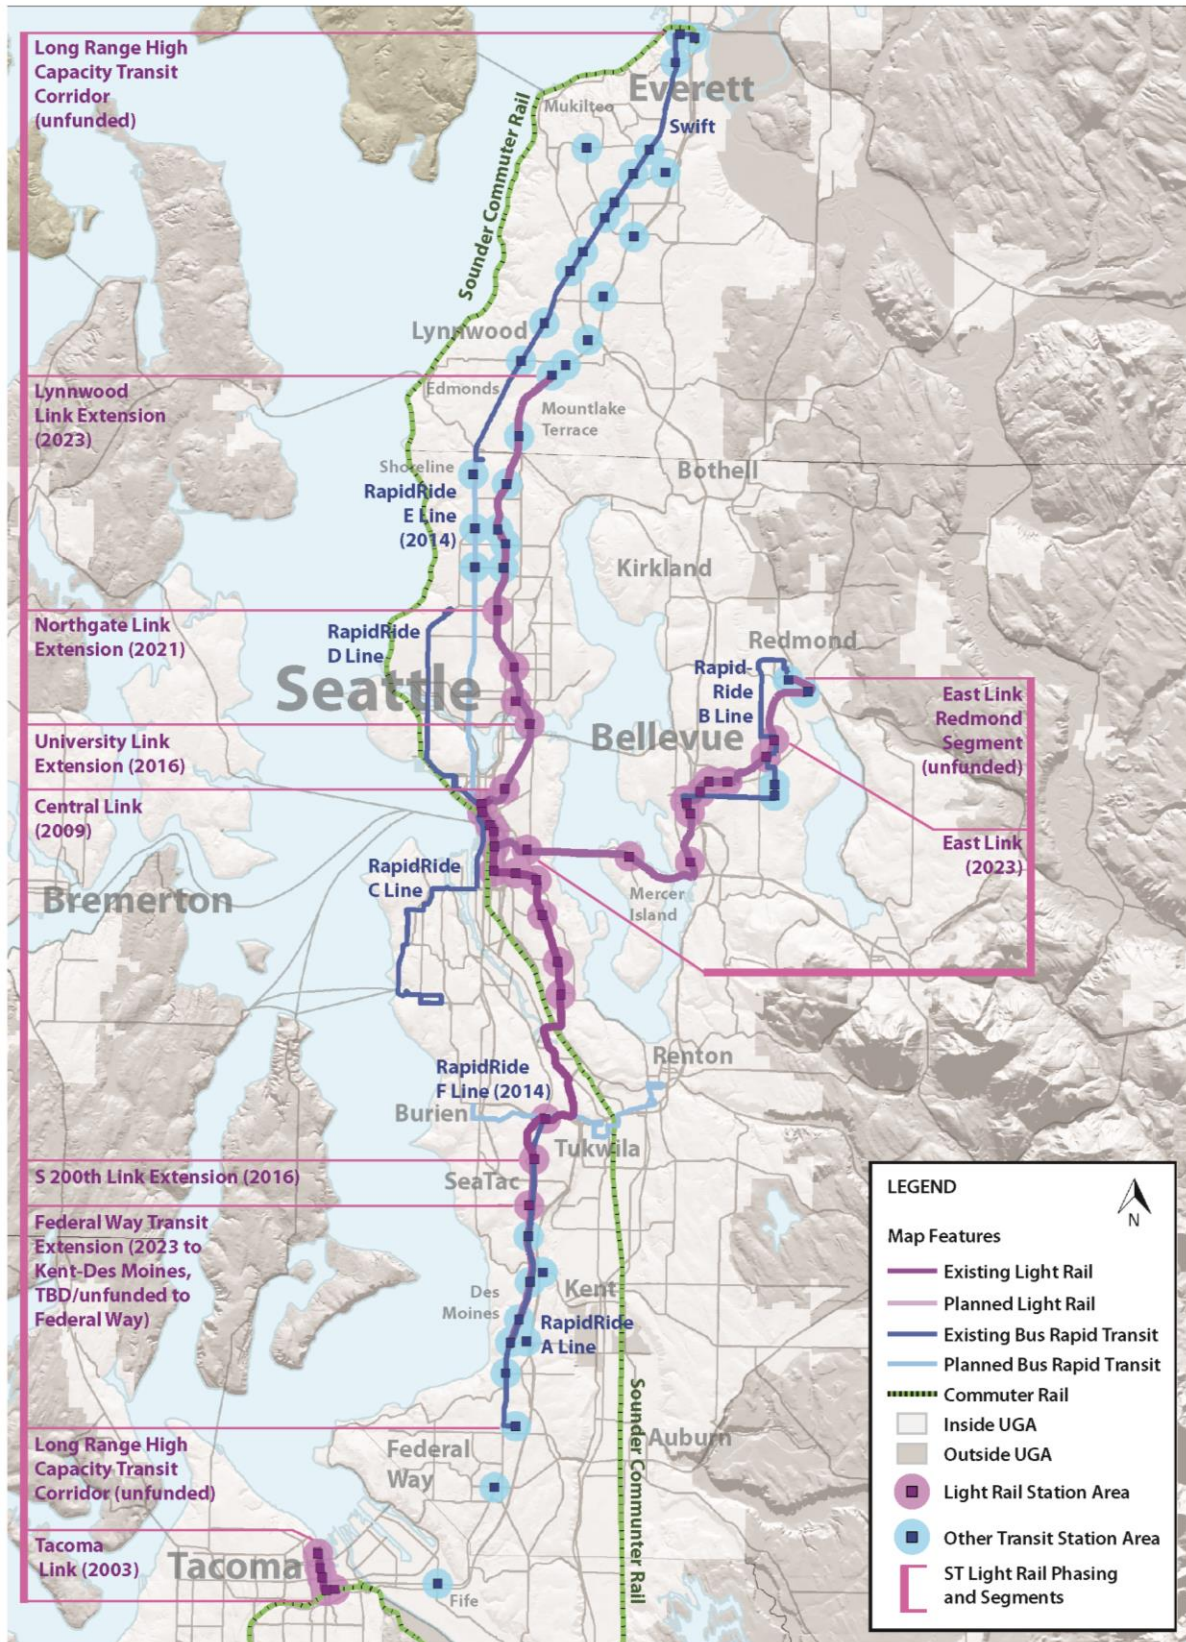 Long Range High
Capacity Transit
Corridor
(unfunded)
Mukilteo
Everett
Swift
Sounder Commuter Rail
Lynnwood
Edmonds
Lynnwood
Link Extension
(2023)
Mountlake
Terrace
Shoreline
Bothell
RapidRide
E Line
(2014)
Kirkland
Northgate Link
Extension (2021)
RapidRide
D Line
Redmond
Seattle
Rapid-
Ride
B Line
East Link
Redmond
Segment
(unfunded)
Bellevue
University Link
Extension (2016)
Central Link
(2009)
East Link
(2023)
RapidRide
C Line
Bremerton
Mercer
Island
Renton
RapidRide
F Line (2014)
Burien
Tukwila
S 200th Link Extension (2016)
SeaTac
Federal Way Transit
Extension (2023 to
Kent-Des Moines,
TBD/unfunded to
Federal Way)
Des
Moines
Kent
RapidRide
A Line
Sounder Communter Rail
Long Range High
Capacity Transit
Corridor (unfunded)
Federal
Way
Auburn
Tacoma
Link (2003)
Tacoma
Fife
LEGEND
N
Map Features
Existing Light Rail
Planned Light Rail
Existing Bus Rapid Transit
Planned Bus Rapid Transit
Commuter Rail
Inside UGA
Outside UGA
Light Rail Station Area
Other Transit Station Area
ST Light Rail Phasing
and Segments